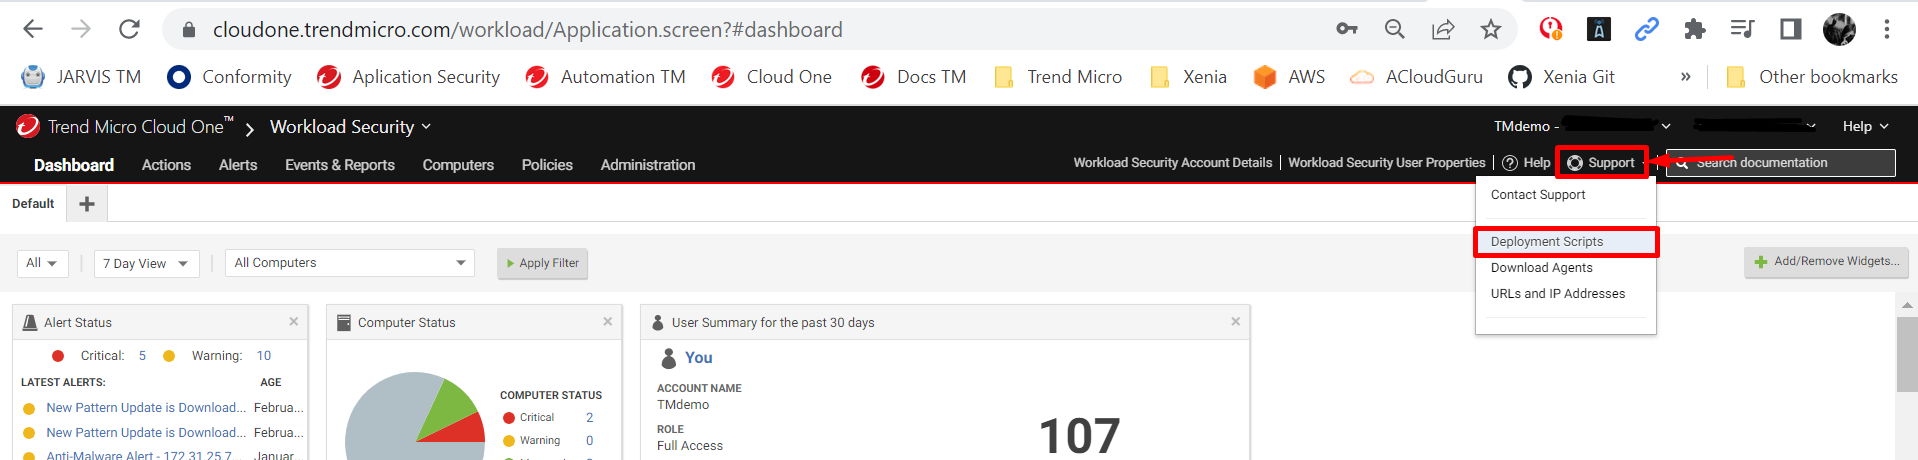 cloudone.trendmicro.com/workload/Application.screen?#dashboard
JARVIS TM Conformity Aplication Security Automation TM Cloud One Docs TM Trend Micro Xenia AWS ACloudGuru Xenia Git » Other bookmarks
Trend Micro Cloud One™ Workload Security TMdemo - Help
Dashboard Actions Alerts Events & Reports Computers Policies Administration Workload Security Account Details Workload Security User Properties Help Support Search documentation
Contact Support
Default
Deployment Scripts
All 7 Day View All Computers Apply Filter Add/Remove Widgets...
Download Agents
URLs and IP Addresses
Alert Status Computer Status User Summary for the past 30 days
Critical: 5 Warning: 10 You
LATEST ALERTS: AGE ACCOUNT NAME
COMPUTER STATUS
New Pattern Update is Download... Februa... TMdemo
Critical 2
New Pattern Update is Download... Februa... ROLE 107
Warning 0 Full Access
Anti-Malware Alert - 172.31.25.7... Januar...